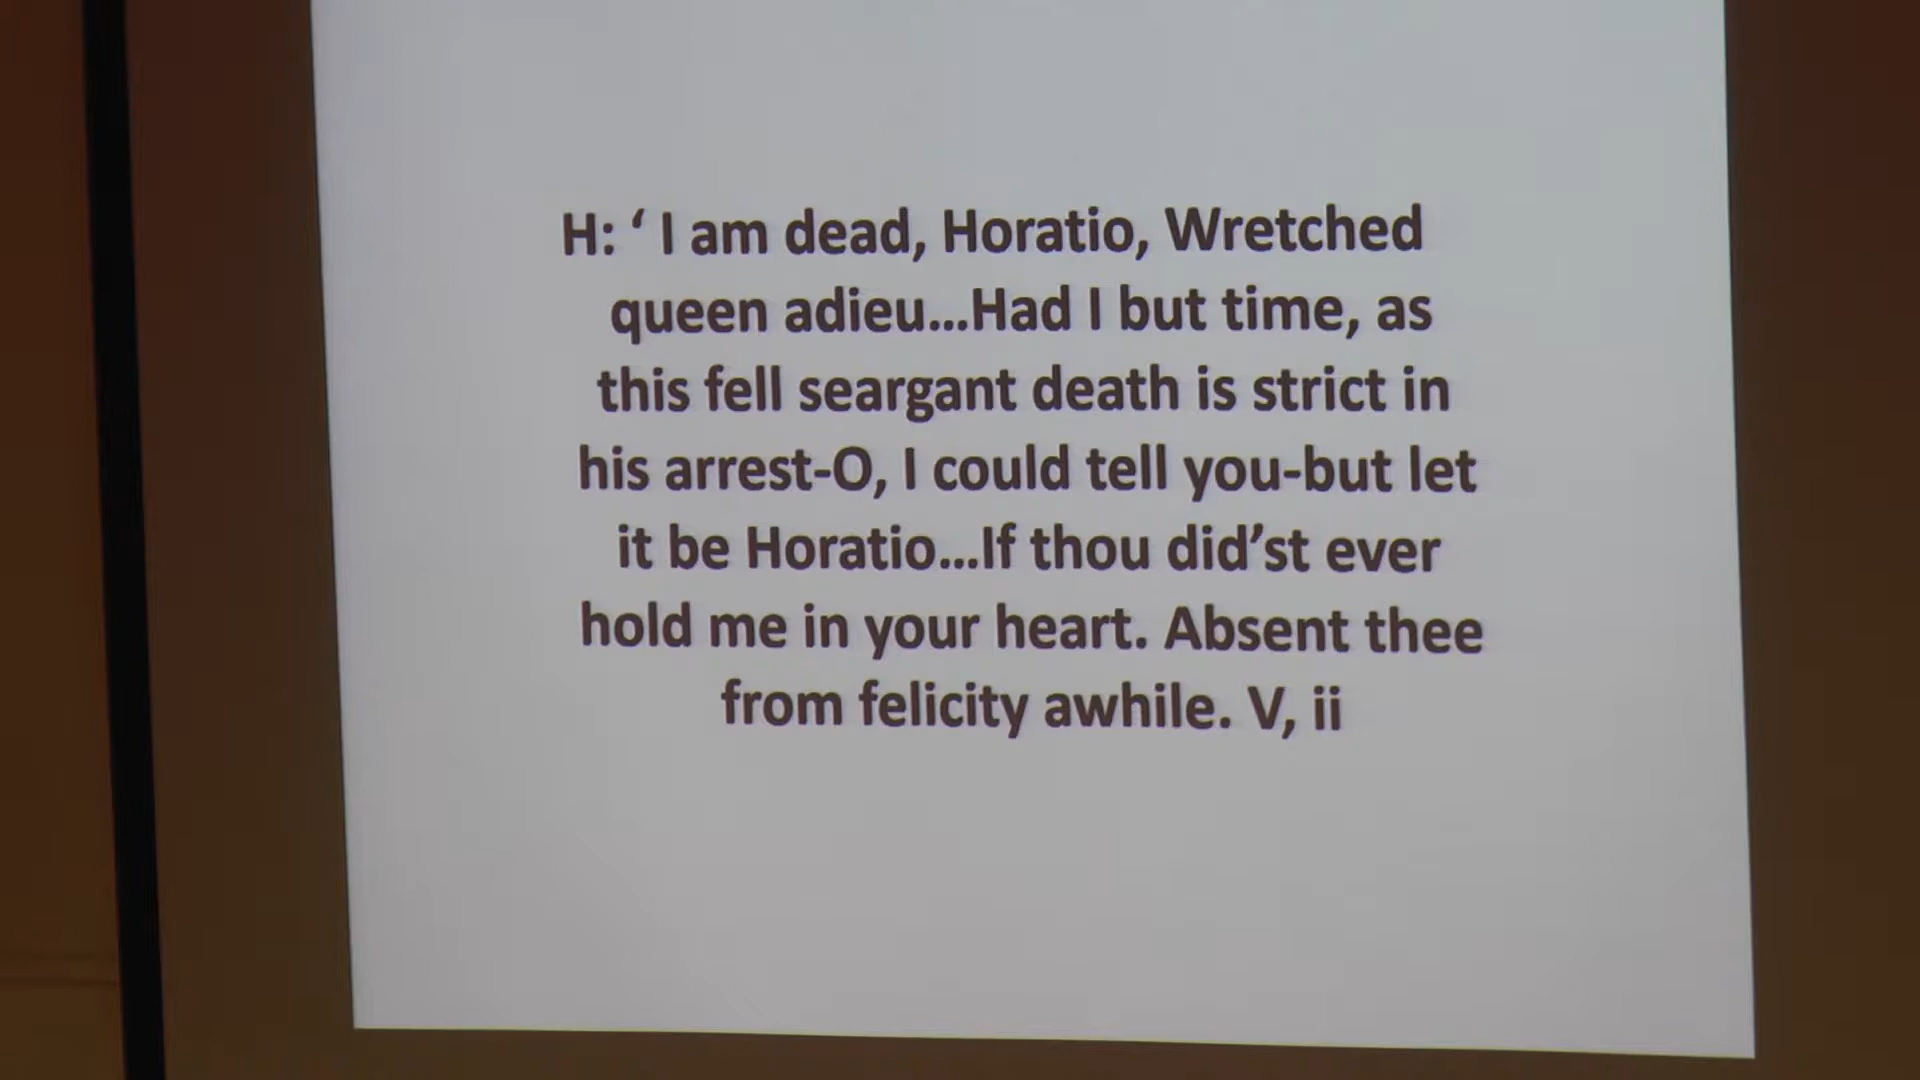 H: ‘ I am dead, Horatio, Wretched
queen adieu...Had I but time, as
this fell seargant death is strict in
his arrest-O, I could tell you-but let
it be Horatio...If thou did’st ever
hold me in your heart. Absent thee
from felicity awhile. V, ii